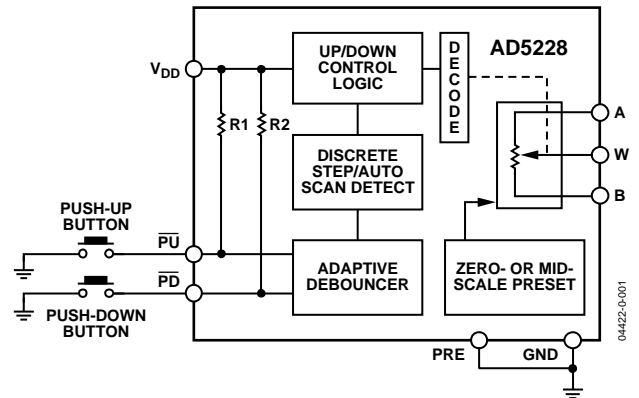 UP/DOWN
CONTROL
LOGIC
D
E
C
O
D
E
AD5228
VDD
R1
R2
A
W
B
DISCRETE
STEP/AUTO
SCAN DETECT
PUSH-UP
BUTTON
PU
PD
PUSH-DOWN
BUTTON
ADAPTIVE
DEBOUNCER
ZERO- OR MID-
SCALE PRESET
PRE
GND
04422-0-001